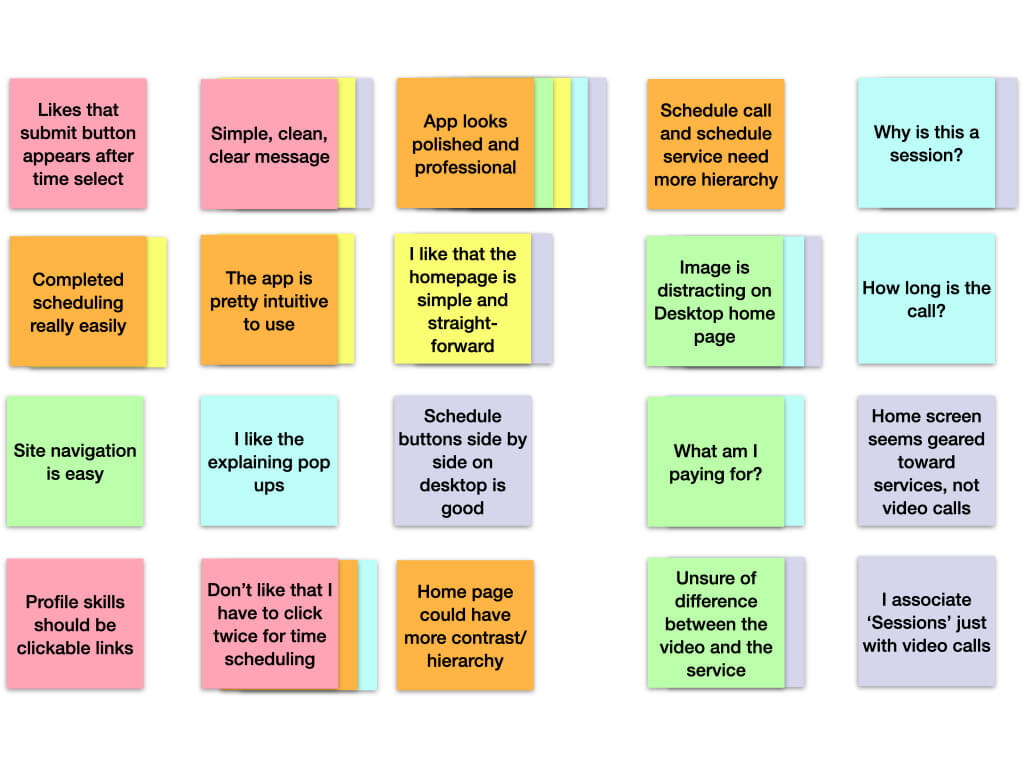 Likes that
submit button
appears after
time select
Simple, clean,
clear message
App looks
polished and
professional
Schedule call
and schedule
service need
more hierarchy
Why is this a
session?
Completed
scheduling
really easily
The app is
pretty intuitive
to use
I like that the
homepage is
simple and
straight-
forward
Image is
distracting on
Desktop home
page
How long is the
call?
Site navigation
is easy
I like the
explaining pop
ups
Schedule
buttons side by
side on
desktop is
good
What am I
paying for?
Home screen
seems geared
toward
services, not
video calls
Profile skills
should be
clickable links
Don’t like that I
have to click
twice for time
scheduling
Home page
could have
more contrast/
hierarchy
Unsure of
difference
between the
video and the
service
I associate
‘Sessions’ just
with video calls